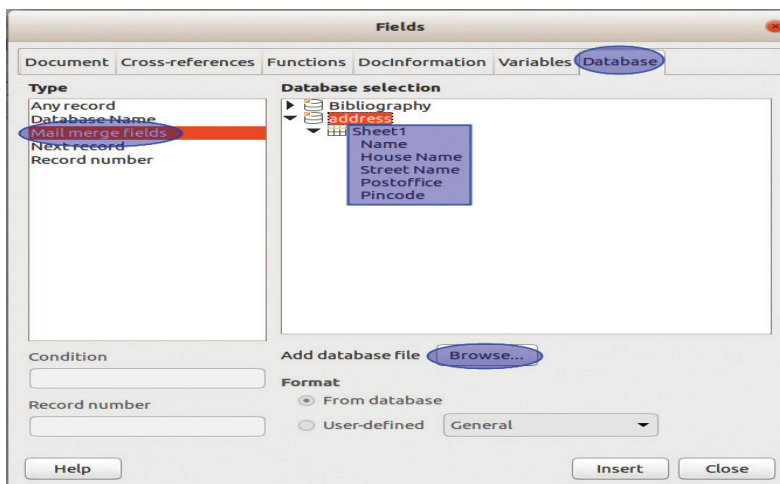 Fields
Document Cross-references Functions DocInformation Variables Database
Type
Any record
Database Name
Mail merge fields
Next record
Record number
Database selection
Bibliography
address
Sheet1
Name
House Name
Street Name
Postoffice
Pincode
Condition
Record number
Add database file Browse...
Format
From database
User-defined General
Help Insert Close